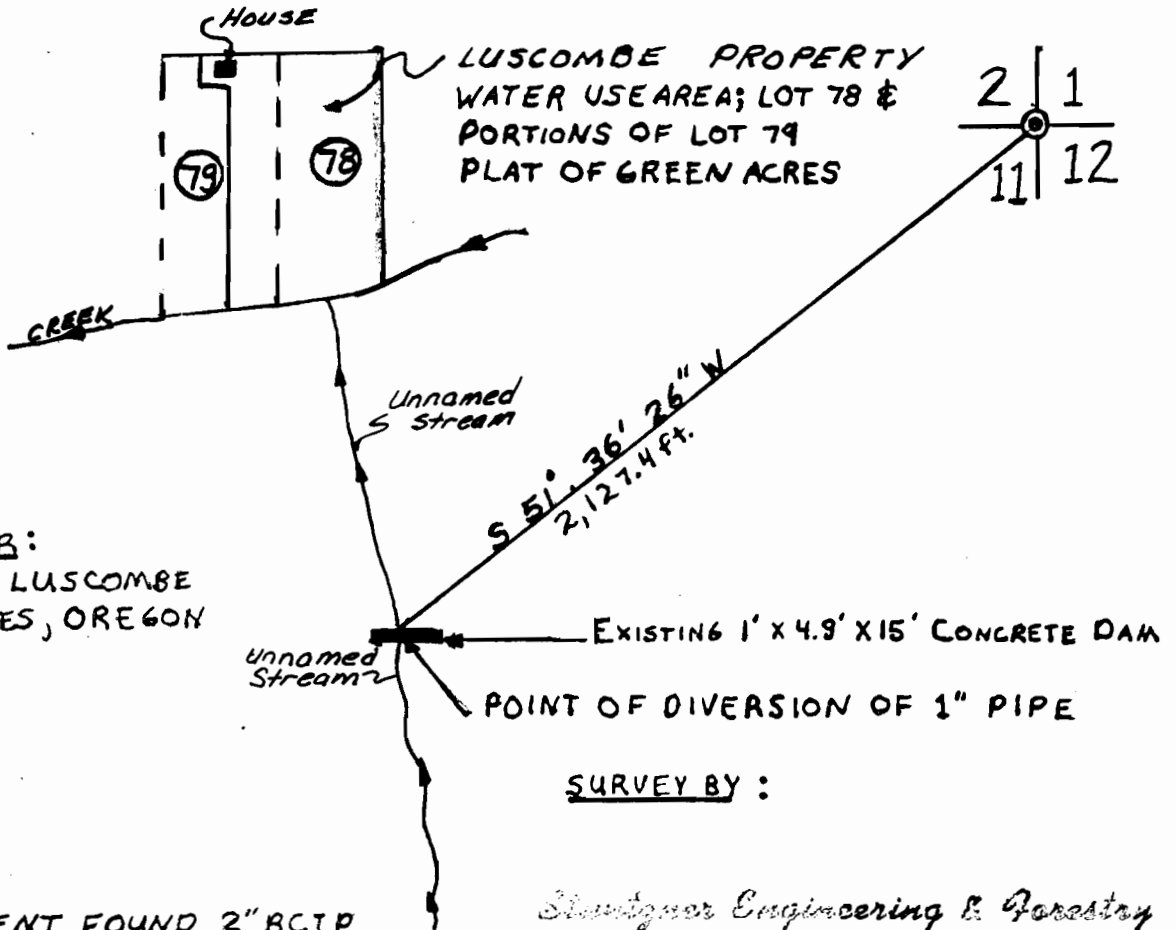 HOUSE
LUSCOMBE PROPERTY
WATER USE AREA; LOT 78 &
PORTIONS OF LOT 79
PLAT OF GREEN ACRES
2 1
11 12
79
78
CREEK
Unnamed
Stream
S 51° 36' 26" W
2,127.4 ft.
LUSCOMBE
, OREGON
EXISTING 1' X 4.9' X 15' CONCRETE DAM
Unnamed
Stream
POINT OF DIVERSION OF 1" PIPE
SURVEY BY :
FOUND 2" BCIP
Engineering & Forestry